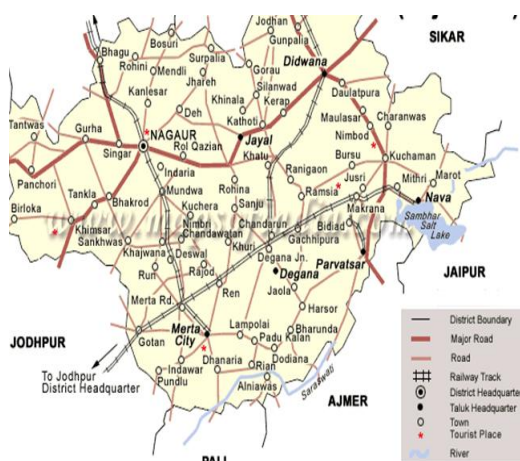 Jodhan
Bosuri
Gunpalia
SIKAR
Bhagu
Surpalia
Rohini
Mendli
Gorau
Didwana
Jhareh
Daulatpura
Kanlesar
Silanwad
Khinala
Kerap
Deh
Maulasar
Charanwas
Tantwas
Gurha
NAGAUR
Kathoti
Nimbod
Jayal
Singar
Rol Qazian
Bursu
Kuchaman
Khatu
Indaria
Ranigaon
Jusri
Mithri
Marot
Panchori
Tankla
Mundwa
Rohina
Ramsia
Nava
Birloka
Bhakrod
Kuchera
Sanju
Makrana
Sambhar
Salt
Lake
Khimsar
Nimbri
Chandawatan
Chandarun
Bidiad
Sankhwas
Khajwana
Khuri
Gachhipura
Deswal
Degana Jn.
Parvatsar
Run
Rajod
Degana
JAIPUR
Ren
Jaola
Merta Rd.
Harsor
JODHPUR
Gotan
Merta
City
Lampolai
Bharunda
Padu
Kalan
Dodiana
Dhanaria
Rian
Indawar
Pundlu
Alniawas
Saraswati
To Jodhpur
District Headquarter
AJMER
PALI
District Boundary
Major Road
Road
Railway Track
District Headquarte
Taluk Headquarter
Town
Tourist Place
River